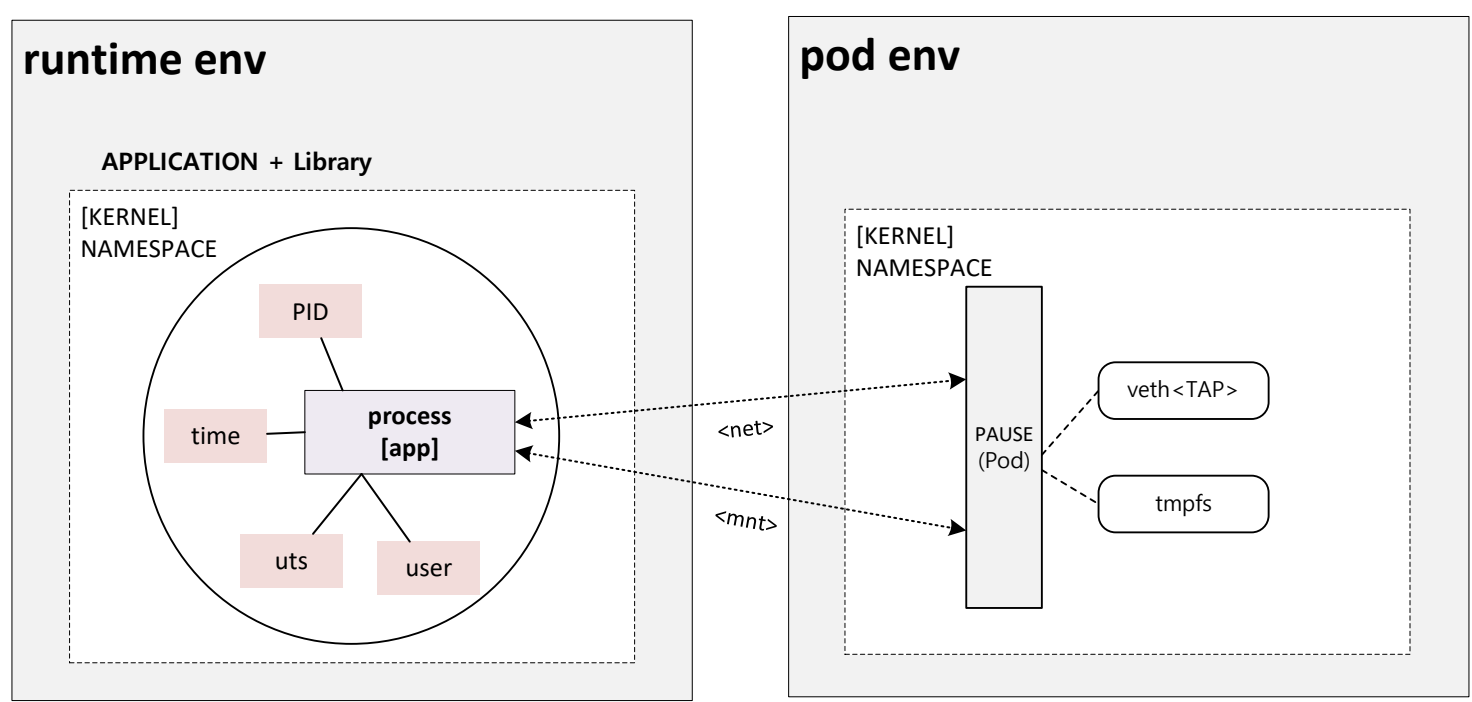 runtime env
APPLICATION + Library
[KERNEL]
NAMESPACE
PID
time
process
[app]
uts
user
<net>
<mnt>
pod env
[KERNEL]
NAMESPACE
PAUSE
(Pod)
veth<TAP>
tmpfs